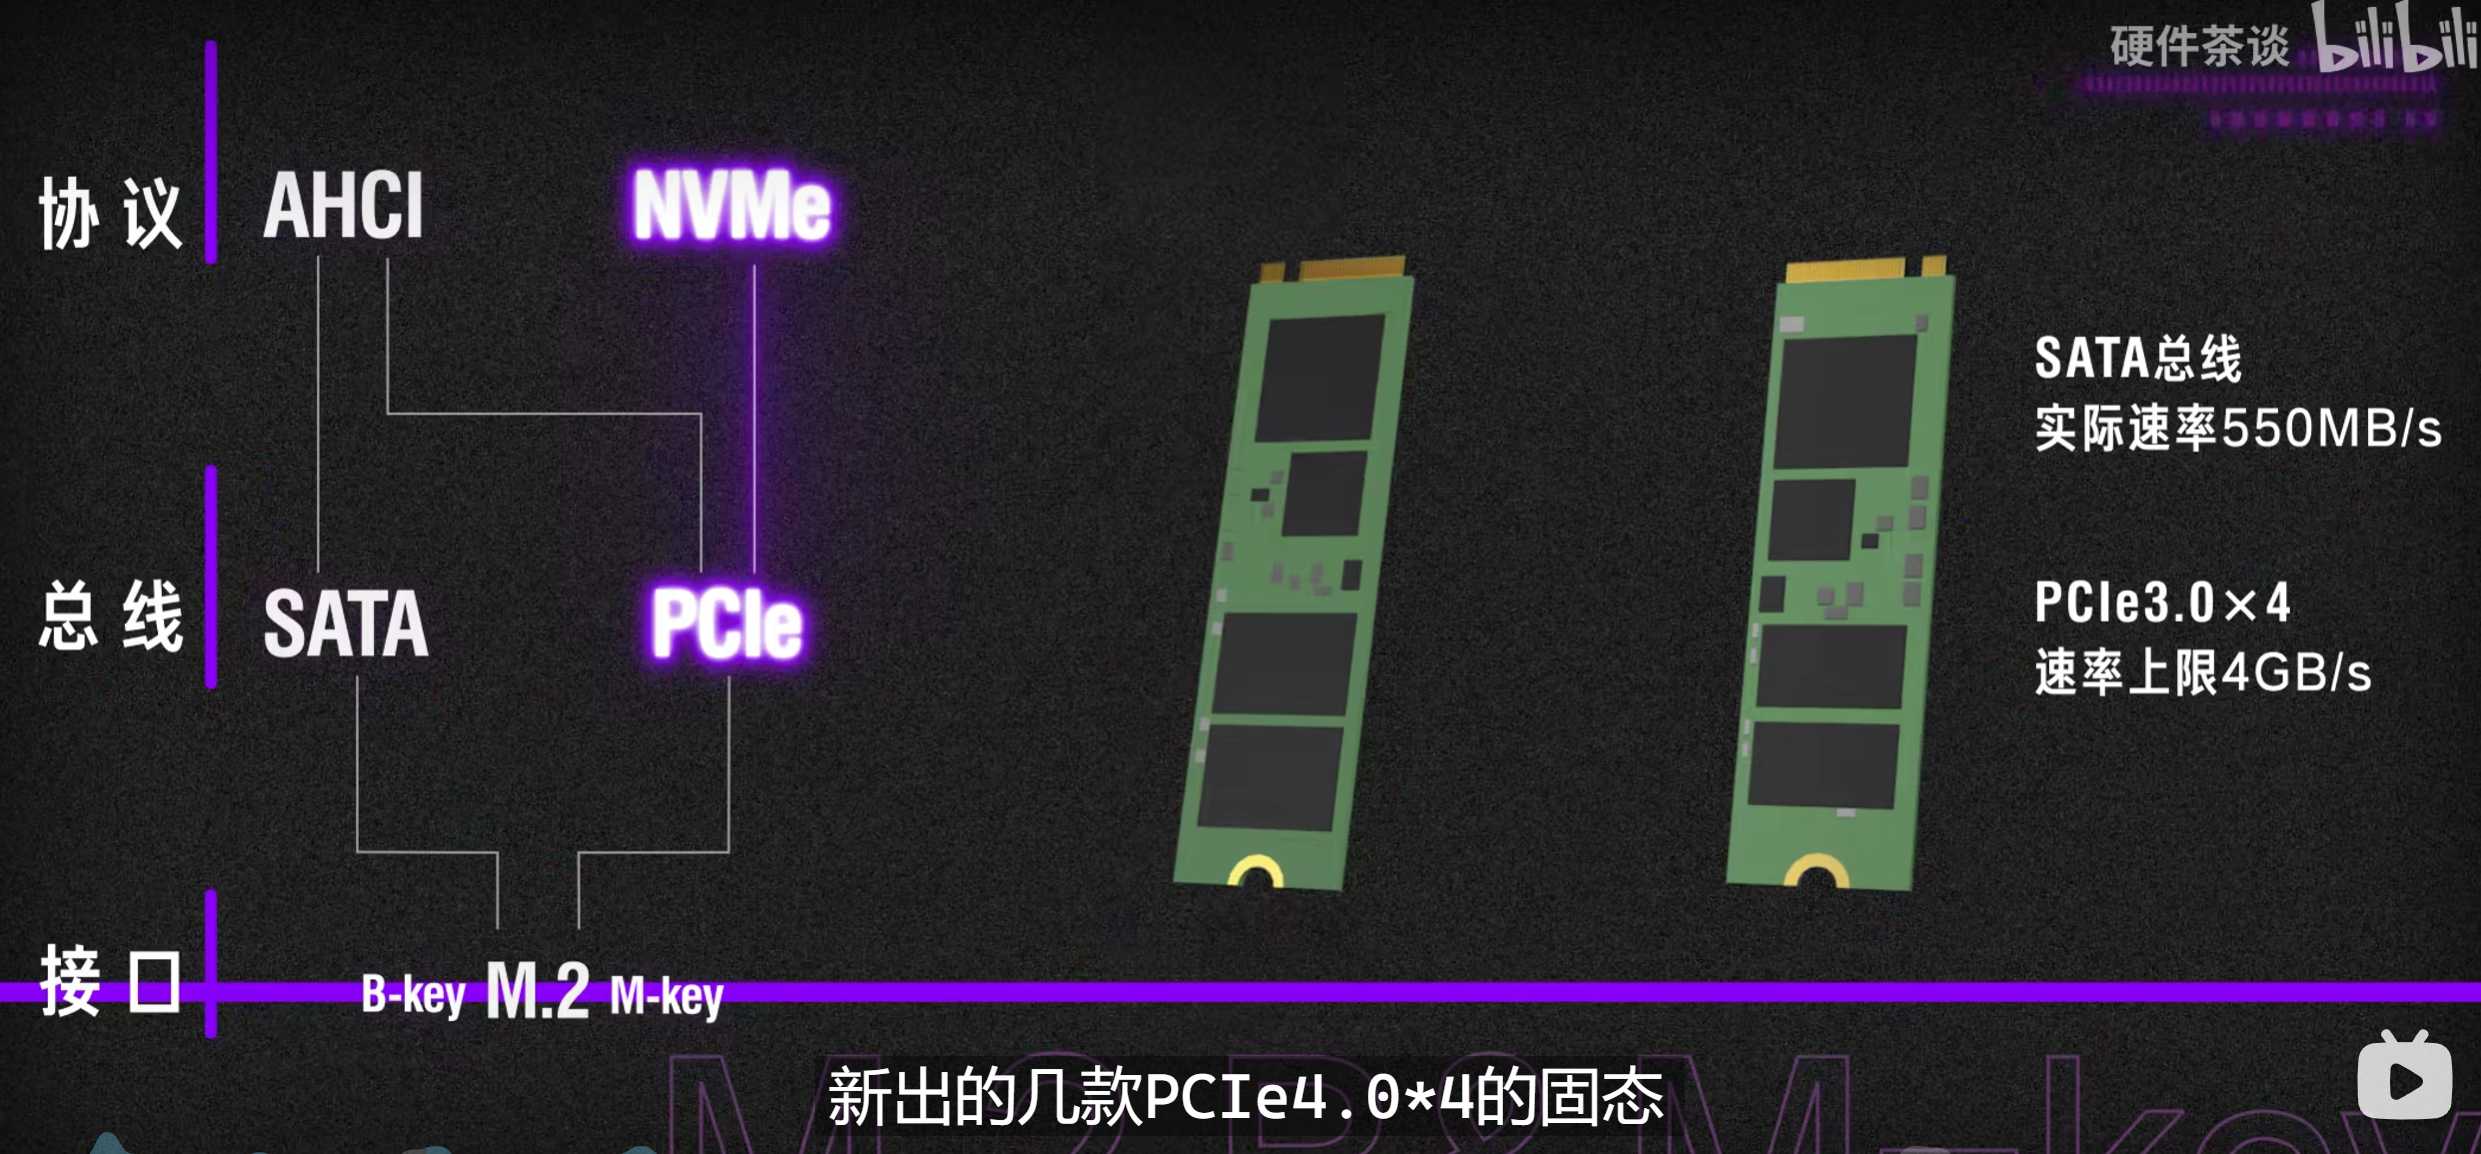 硬件茶谈 bilibili
协议 AHCI NVMe
SATA总线
实际速率550MB/s
总线 SATA PCIe
PCIe3.0×4
速率上限4GB/s
接口 B-key M.2 M-key
M.2 B&M-key
新出的几款PCIe4.0*4的固态